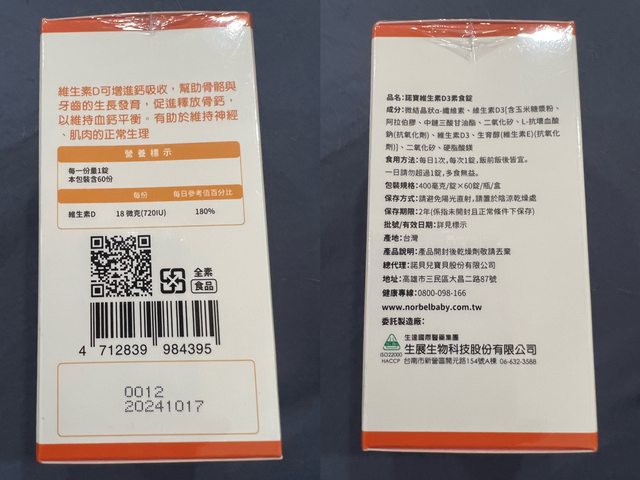 維生素D可增進鈣吸收，幫助骨骼與
牙齒的生長發育，促進釋放骨鈣，
以維持血鈣平衡。有助於維持神經
、肌肉的正常生理
營養標示
每一份量1錠
本包裝含60份
每份 每日參考值百分比
維生素D 18 微克(720IU) 180%
全素
食品
4 712839 984395
0012
20241017
品名：諾寶維生素D3素食錠
成分：微結晶狀α-纖維素、維生素D3[含玉米糖漿粉、
阿拉伯膠、中鏈三酸甘油酯、二氧化矽、L-抗壞血酸
鈉(抗氧化劑)、維生素D3、生育醇(維生素E)(抗氧化
劑)]、二氧化矽、硬脂酸鎂
食用方法：每日1次，每次1錠，飯前飯後皆宜。
一日請勿超過1錠，多食無益。
包裝規格：400毫克/錠×60錠/瓶/盒
保存方式：請避免陽光直射，請置於陰涼乾燥處
保存期限：2年(係指未開封且正常條件下保存)
批號/有效日期：詳見標示
產地：台灣
產品說明：產品開封後乾燥劑敬請丟棄
總代理：諾貝兒寶貝股份有限公司
地址：高雄市三民區大昌二路87號
健康專線：0800-098-166
www.norbelbaby.com.tw
委託製造廠：
生達國際醫藥集團
生展生物科技股份有限公司
ISO22000
HACCP 台南市新營區開元路154號A棟 06-632-3588